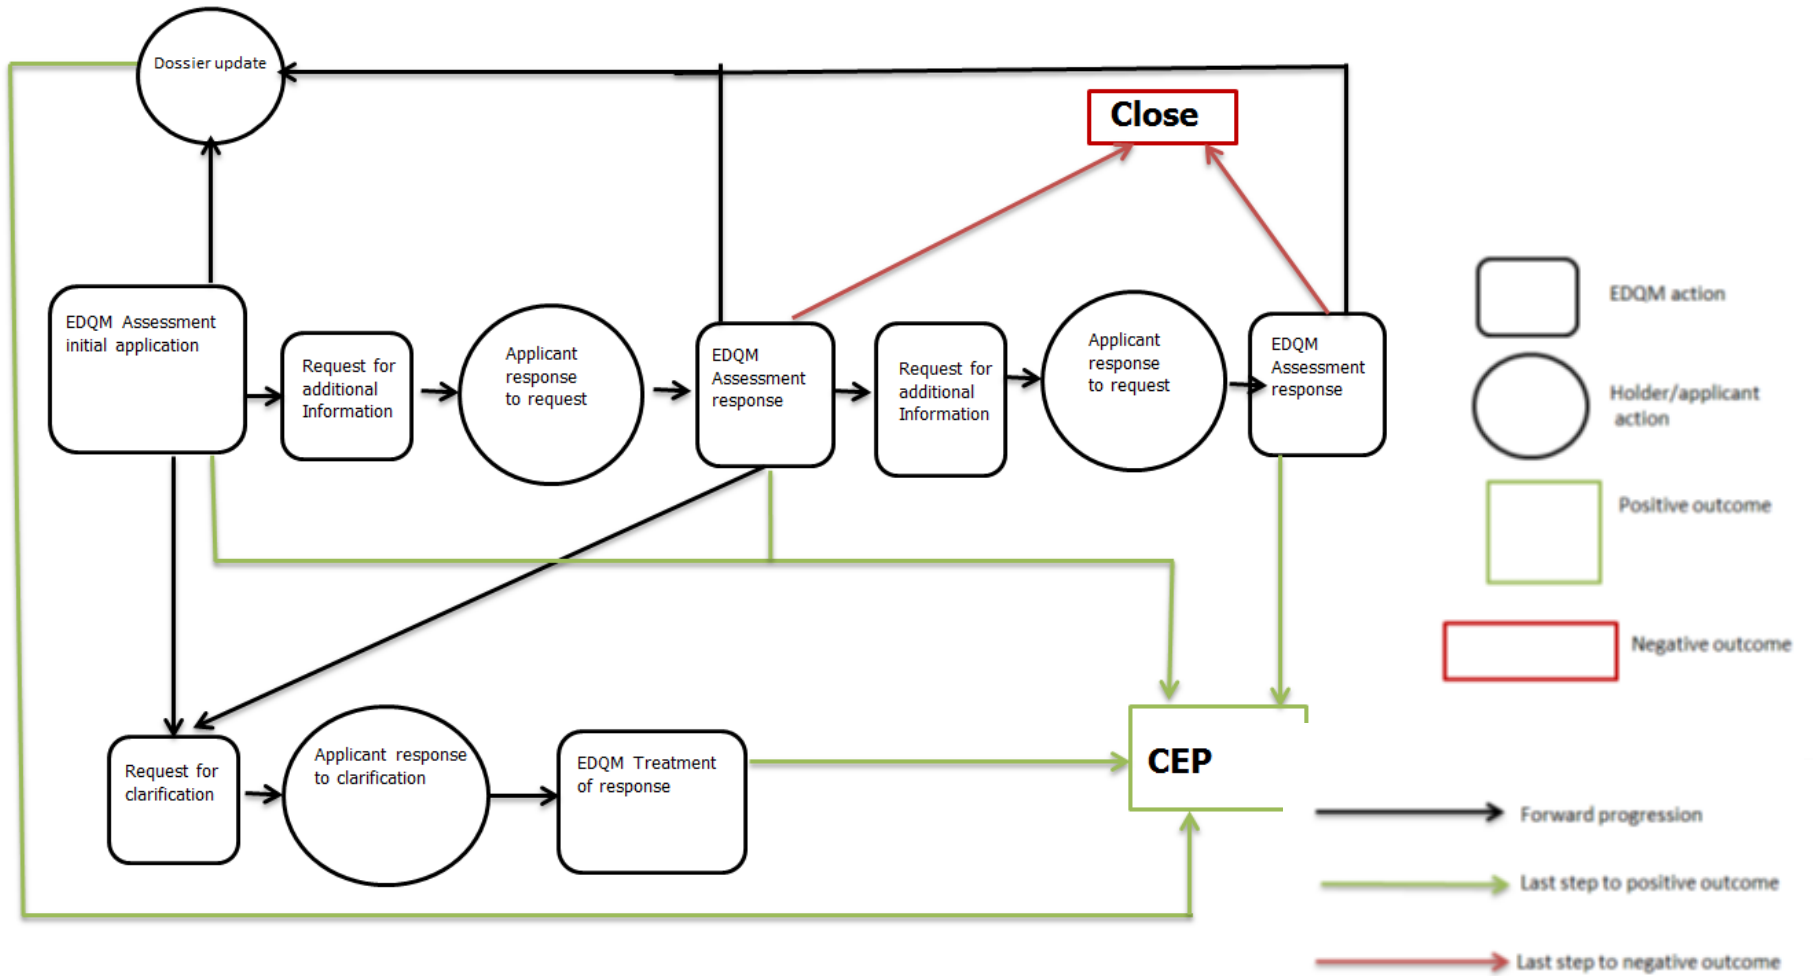 Dossier update
Close
EDQM Assessment
initial application
Request for
additional
Information
Applicant
response
to request
EDQM
Assessment
response
Request for
additional
Information
Applicant
response
to request
EDQM
Assessment
response
EDQM action
Holder/applicant
action
Positive outcome
Negative outcome
Request for
clarification
Applicant response
to clarification
EDQM Treatment
of response
CEP
Forward progression
Last step to positive outcome
Last step to negative outcome